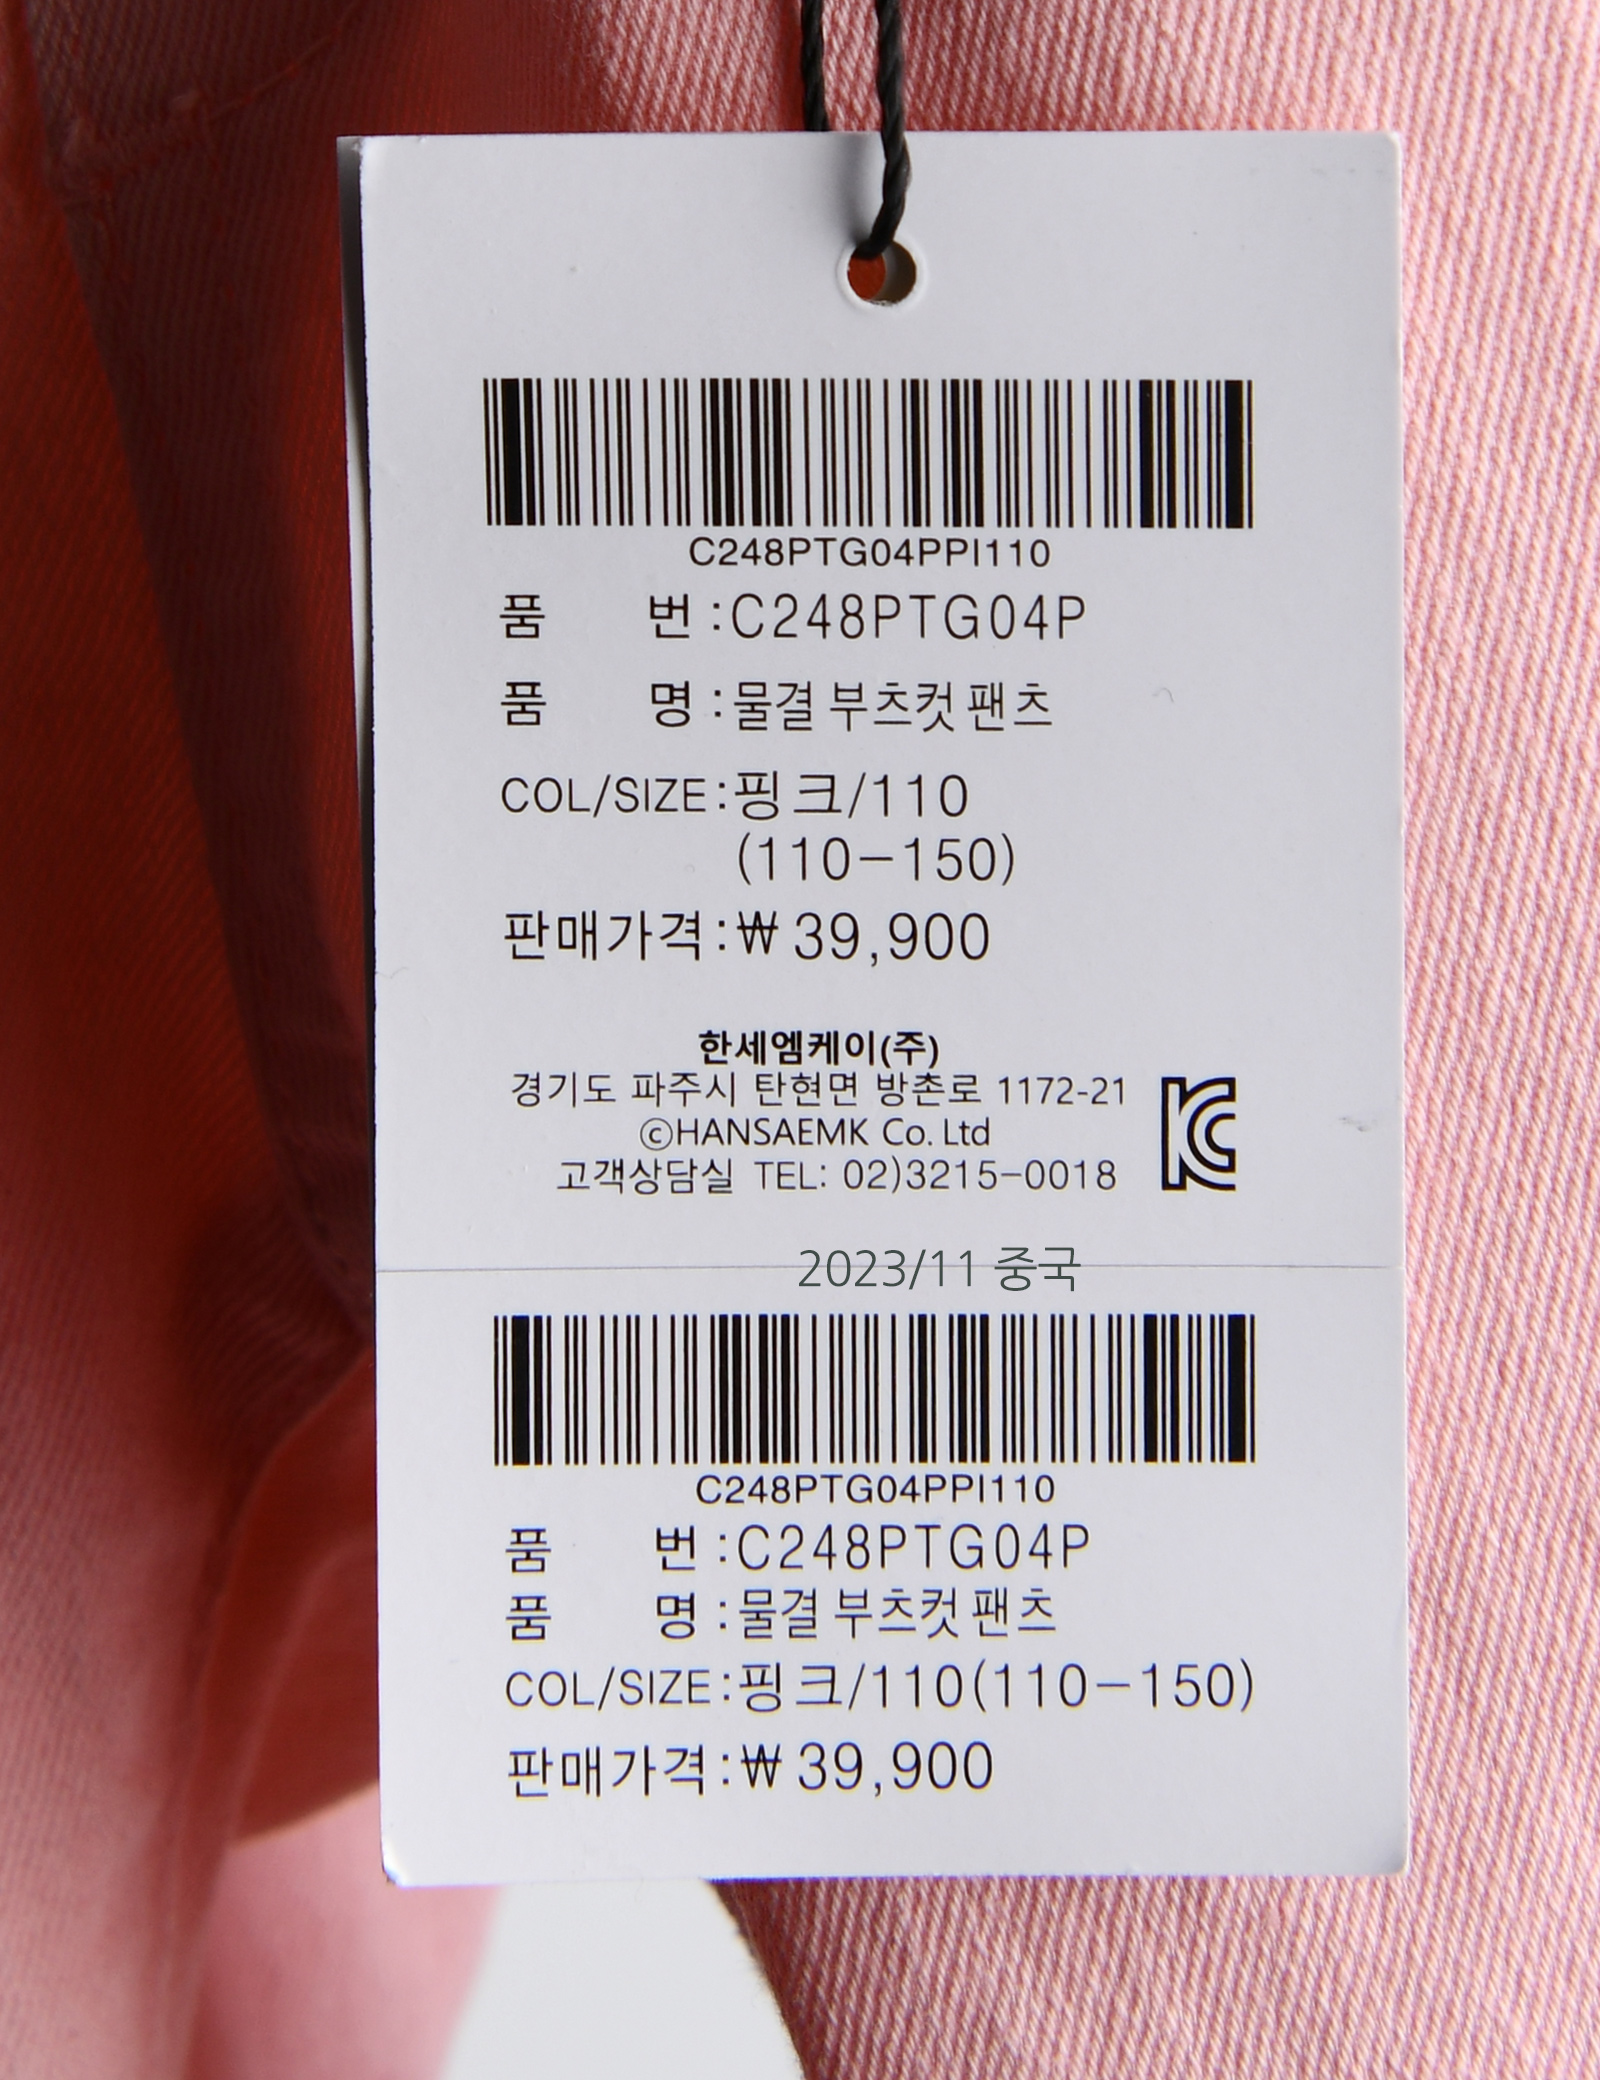 C248PTG04PPI110
품 번 :C248PTG04P
품 명 :물결 부츠컷 팬츠
COL/SIZE:핑크/110
(110-150)
판매가격:₩ 39,900
한세엠케이(주)
경기도 파주시 탄현면 방촌로 1172-21
ⓒHANSAEMK Co. Ltd
고객상담실 TEL: 02)3215-0018
2023/11 중국
C248PTG04PPI110
품 번 :C248PTG04P
품 명 :물결 부츠컷 팬츠
COL/SIZE:핑크/110(110-150)
판매가격:₩ 39,900